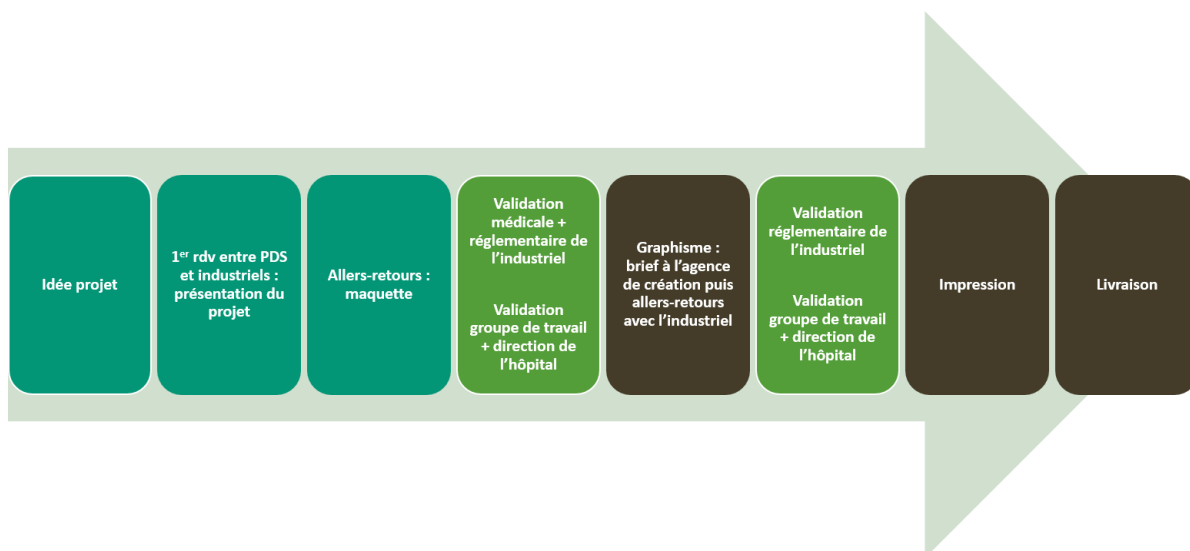 Idée projet
1er rdv entre PDS
et industriels :
présentation du
projet
Allers-retours :
maquette
Validation
médicale +
réglementaire de
l’industriel
Validation
groupe de travail
+ direction de
l’hôpital
Graphisme :
brief à l’agence
de création puis
allers-retours
avec l’industriel
Validation
réglementaire de
l’industriel
Validation
groupe de travail
+ direction de
l’hôpital
Impression
Livraison